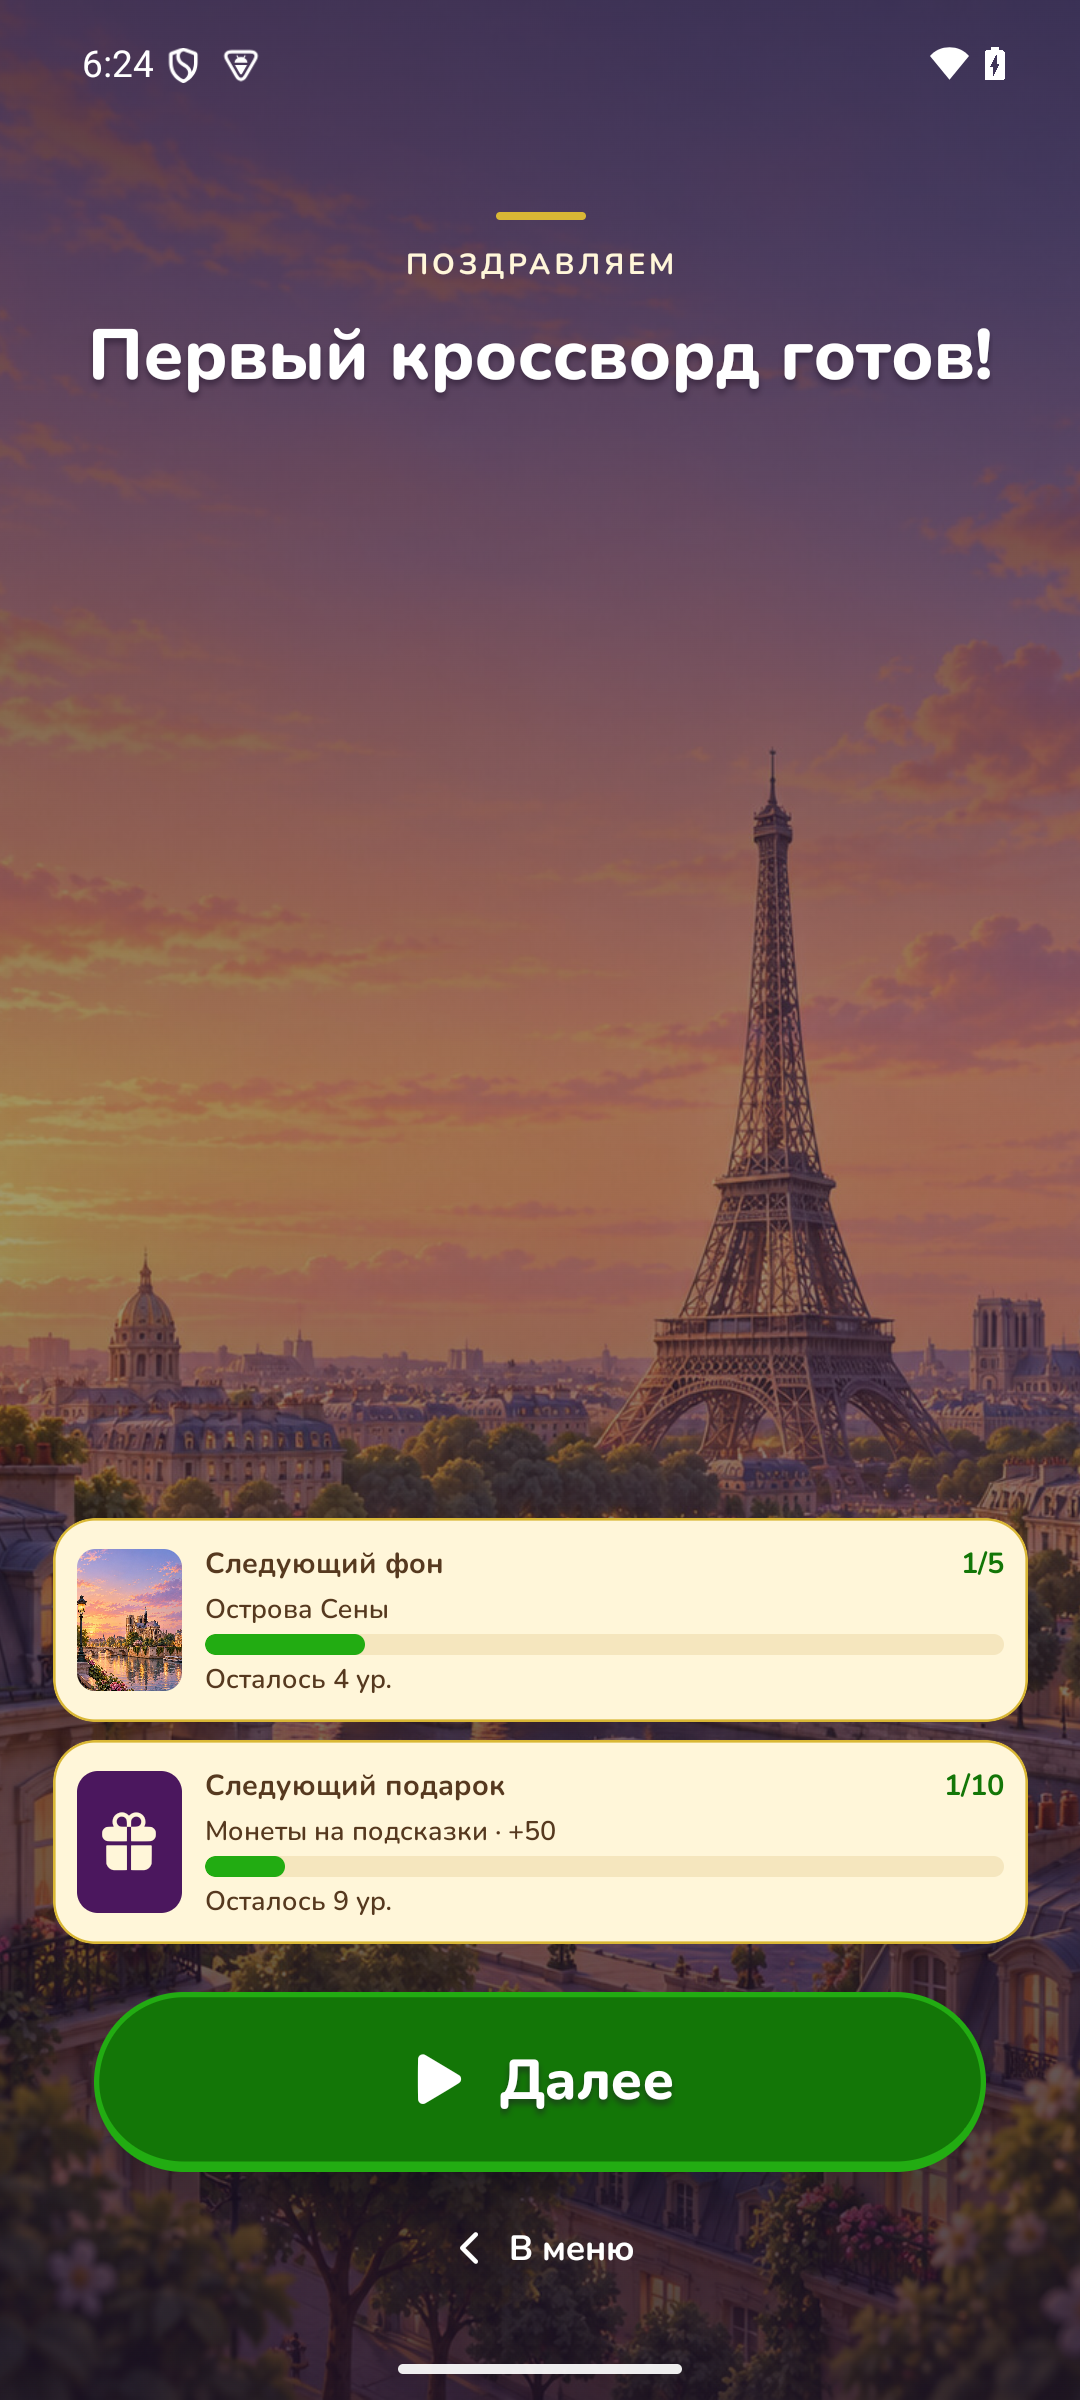 6:24
ПОЗДРАВЛЯЕМ
Первый кроссворд готов!
Следующий фон
1/5
Острова Сены
Осталось 4 ур.
Следующий подарок
1/10
Монеты на подсказки · +50
Осталось 9 ур.
Далее
В меню